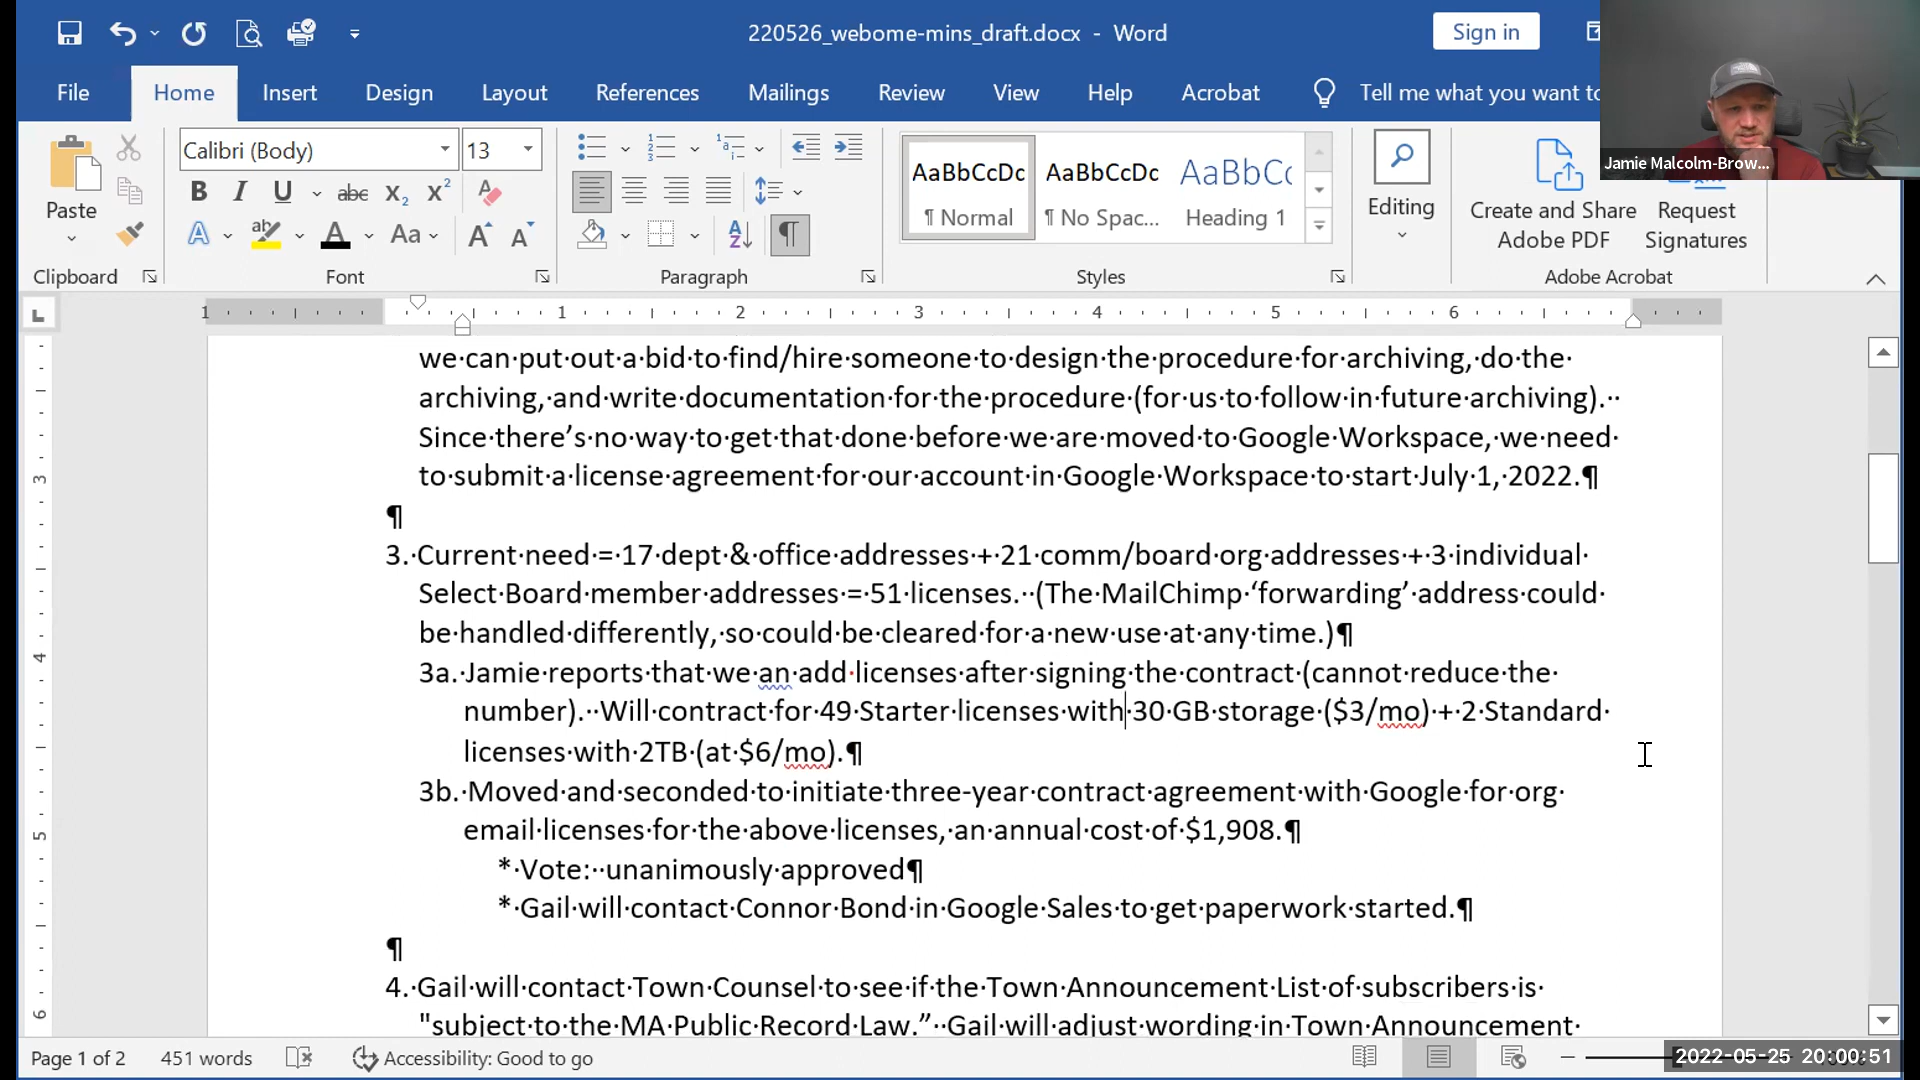 220526_webome-mins_draft.docx - Word
Sign in
File Home Insert Design Layout References Mailings Review View Help Acrobat Tell me what you want to
Jamie Malcolm-Brow...
Calibri (Body) 13
AaBbCcDc AaBbCcDc AaBbCc
¶ Normal ¶ No Spac... Heading 1
Paste
Editing
Create and Share Adobe PDF
Request Signatures
Clipboard Font Paragraph Styles Adobe Acrobat
1 1 2 3 4 5 6
we can put out a bid to find/hire someone to design the procedure for archiving, do the
archiving, and write documentation for the procedure (for us to follow in future archiving).
Since there’s no way to get that done before we are moved to Google Workspace, we need
to submit a license agreement for our account in Google Workspace to start July 1, 2022.¶
¶
3. Current need = 17 dept & office addresses + 21 comm/board org addresses + 3 individual
Select Board member addresses = 51 licenses. (The MailChimp ‘forwarding’ address could
be handled differently, so could be cleared for a new use at any time.)¶
3a. Jamie reports that we an add licenses after signing the contract (cannot reduce the
number). Will contract for 49 Starter licenses with 30 GB storage ($3/mo) + 2 Standard
licenses with 2TB (at $6/mo).¶
3b. Moved and seconded to initiate three-year contract agreement with Google for org
email licenses for the above licenses, an annual cost of $1,908.¶
* Vote: unanimously approved¶
* Gail will contact Connor Bond in Google Sales to get paperwork started.¶
¶
4. Gail will contact Town Counsel to see if the Town Announcement List of subscribers is
"subject to the MA Public Record Law.” Gail will adjust wording in Town Announcement
3
4
5
6
Page 1 of 2 451 words Accessibility: Good to go
2022-05-25 20:00:51